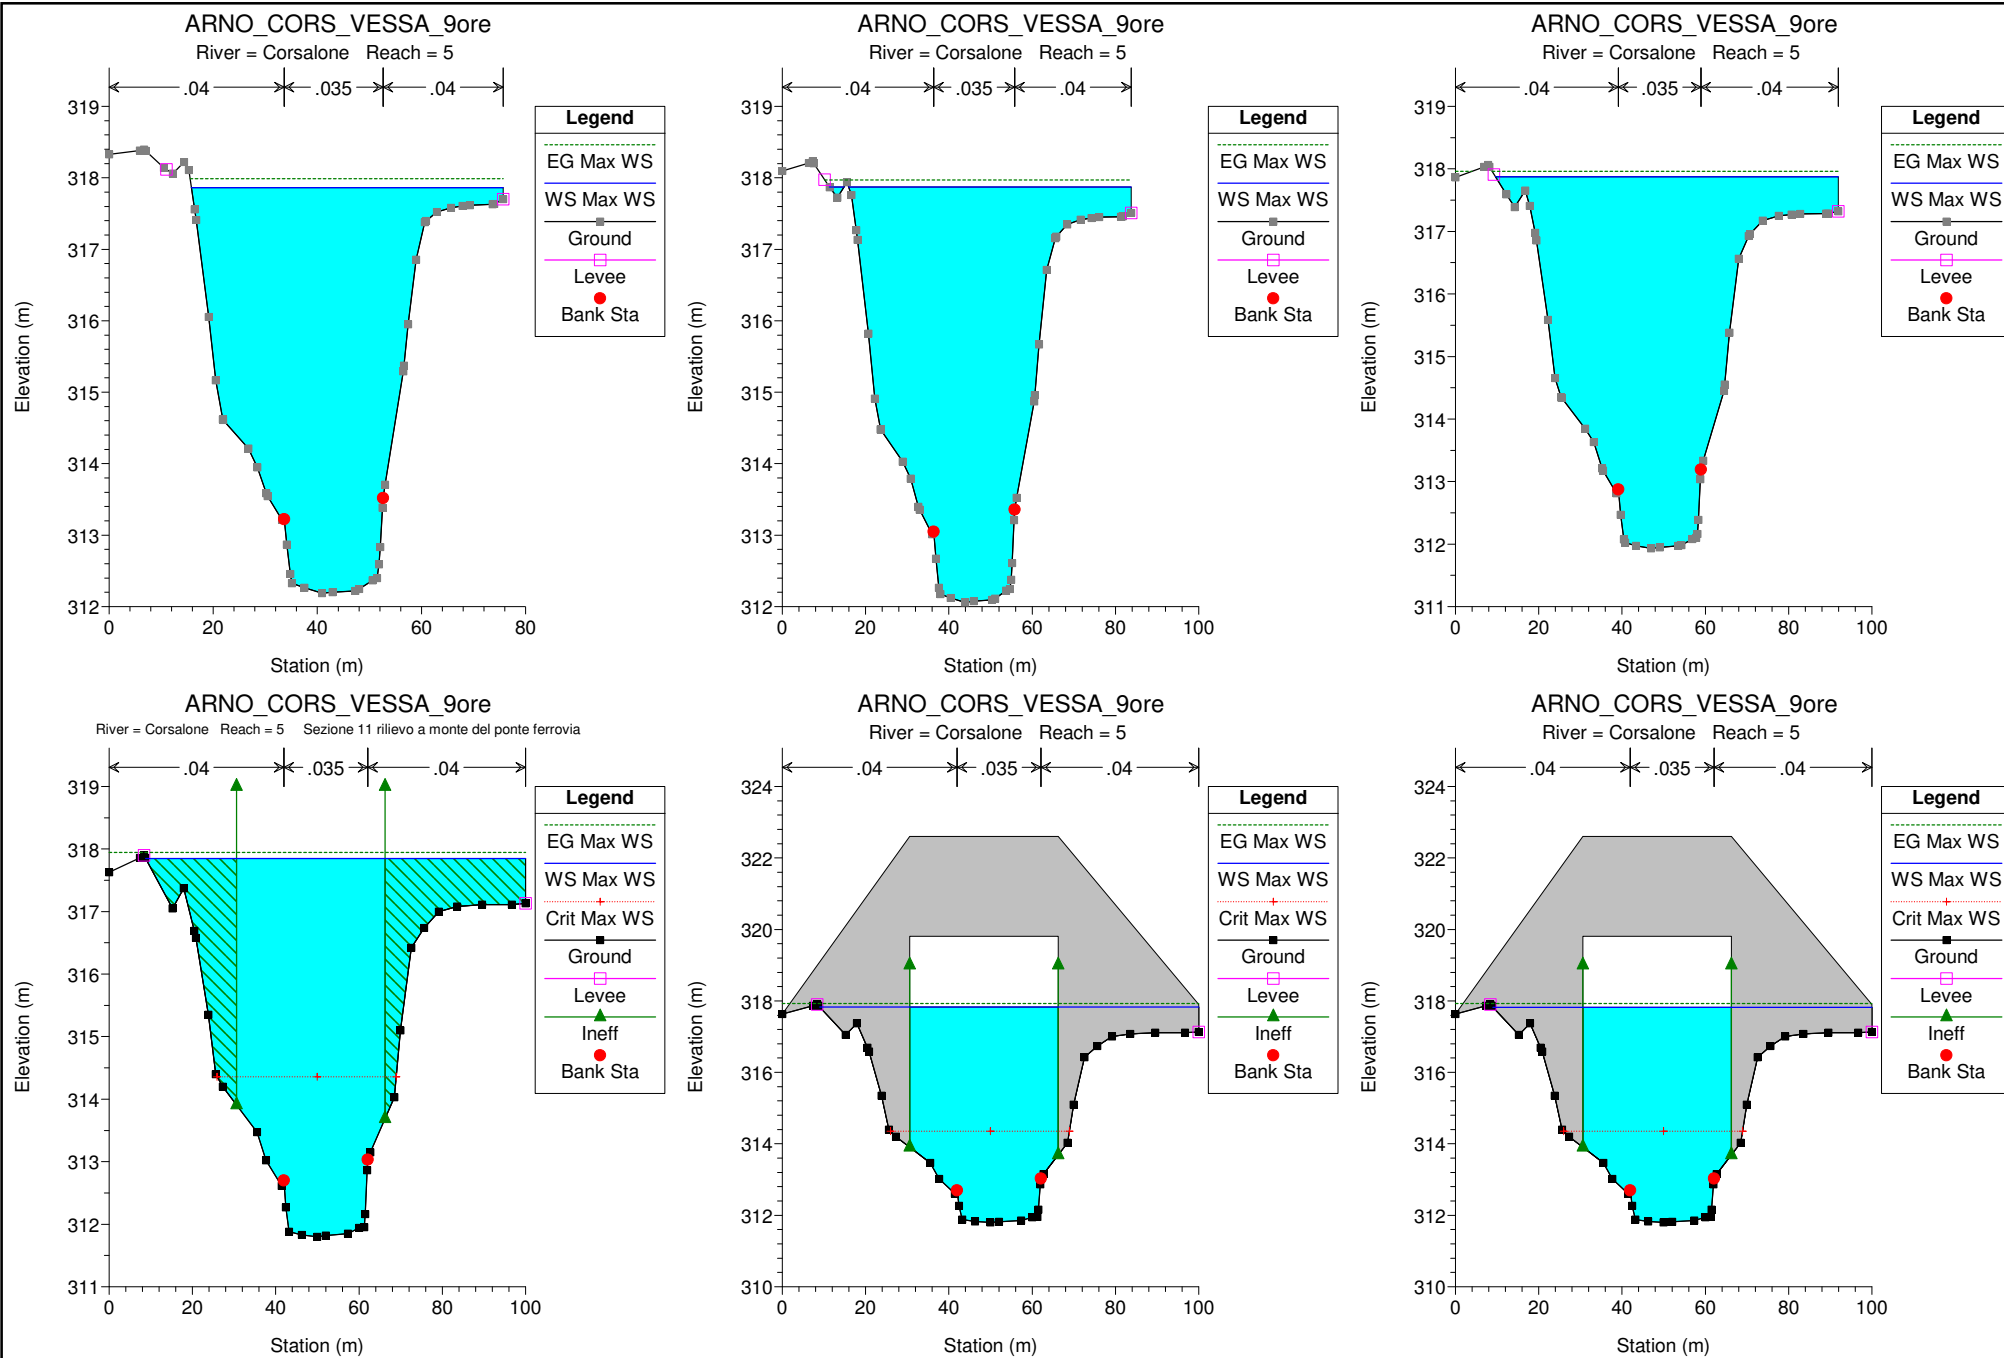 ARNO_CORS_VESSA_9ore
River = Corsalone Reach = 5
.04 .035 .04
319
318
317
316
315
314
313
312
0 20 40 60 80
Station (m)
Elevation (m)
Legend
EG Max WS
WS Max WS
Ground
Levee
Bank Sta
ARNO_CORS_VESSA_9ore
River = Corsalone Reach = 5
.04 .035 .04
319
318
317
316
315
314
313
312
0 20 40 60 80 100
Station (m)
Elevation (m)
Legend
EG Max WS
WS Max WS
Ground
Levee
Bank Sta
ARNO_CORS_VESSA_9ore
River = Corsalone Reach = 5
.04 .035 .04
319
318
317
316
315
314
313
312
311
0 20 40 60 80 100
Station (m)
Elevation (m)
Legend
EG Max WS
WS Max WS
Ground
Levee
Bank Sta
ARNO_CORS_VESSA_9ore
River = Corsalone Reach = 5 Sezione 11 rilievo a monte del ponte ferrovia
.04 .035 .04
319
318
317
316
315
314
313
312
311
0 20 40 60 80 100
Station (m)
Elevation (m)
Legend
EG Max WS
WS Max WS
Crit Max WS
Ground
Levee
Ineff
Bank Sta
ARNO_CORS_VESSA_9ore
River = Corsalone Reach = 5
.04 .035 .04
324
322
320
318
316
314
312
310
0 20 40 60 80 100
Station (m)
Elevation (m)
Legend
EG Max WS
WS Max WS
Crit Max WS
Ground
Levee
Ineff
Bank Sta
ARNO_CORS_VESSA_9ore
River = Corsalone Reach = 5
.04 .035 .04
324
322
320
318
316
314
312
310
0 20 40 60 80 100
Station (m)
Elevation (m)
Legend
EG Max WS
WS Max WS
Crit Max WS
Ground
Levee
Ineff
Bank Sta